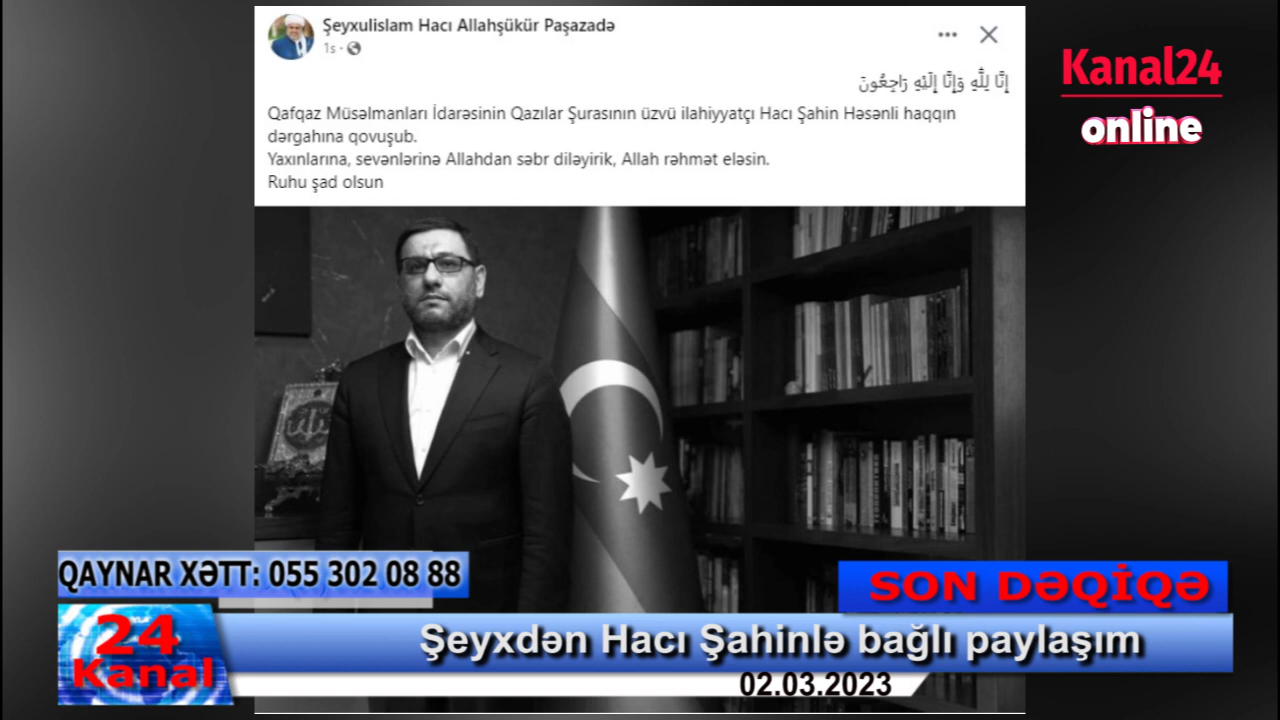 Şeyxulislam Hacı Allahşükür Paşazadə
1s ·
إِنَّا لِلَّٰهِ وَإِنَّا إِلَيْهِ رَاجِعُونَ
Qafqaz Müsəlmanları İdarəsinin Qazılar Şurasının üzvü ilahiyyatçı Hacı Şahin Həsənli haqqın
dərgahına qovuşub.
Yaxınlarına, sevənlərinə Allahdan səbr diləyirik, Allah rəhmət eləsin.
Ruhu şad olsun
Kanal24
online
QAYNAR XƏTT: 055 302 08 88
SON DƏQİQƏ
24
Kanal
Şeyxdən Hacı Şahinlə bağlı paylaşım
02.03.2023